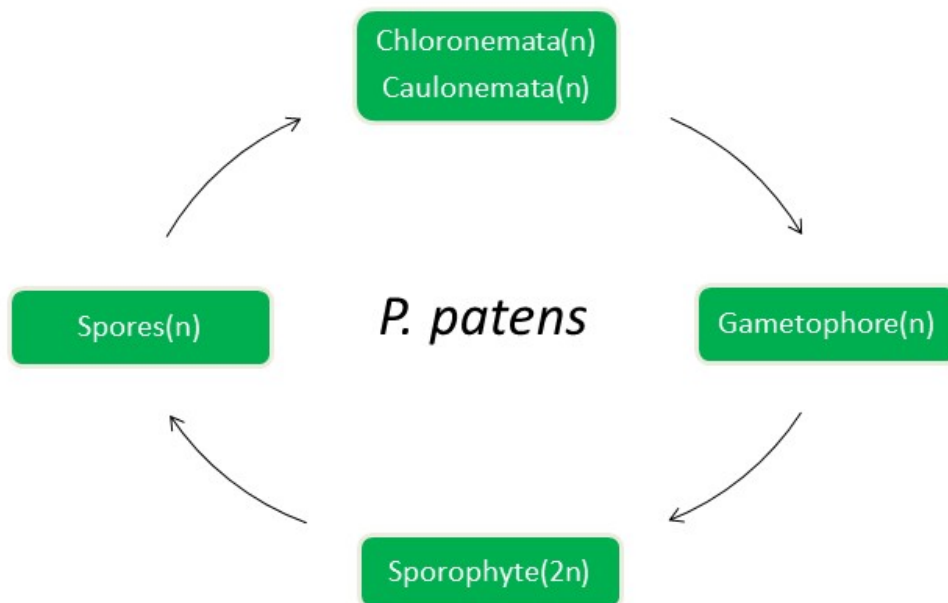 Chloronemata(n)
Caulonemata(n)
Spores(n)
P. patens
Gametophore(n)
Sporophyte(2n)